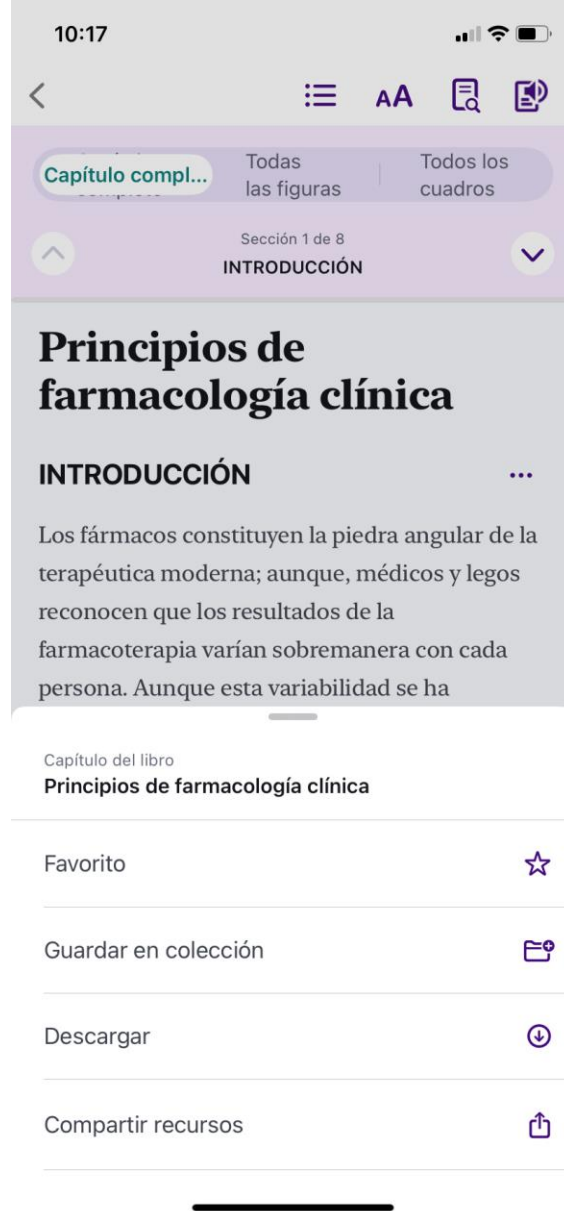 10:17
AA
Capítulo compl...
Todas
las figuras
Todos los
cuadros
Sección 1 de 8
INTRODUCCIÓN
Principios de
farmacología clínica
INTRODUCCIÓN
...
Los fármacos constituyen la piedra angular de la
terapéutica moderna; aunque, médicos y legos
reconocen que los resultados de la
farmacoterapia varían sobremanera con cada
persona. Aunque esta variabilidad se ha
Capítulo del libro
Principios de farmacología clínica
Favorito
Guardar en colección
Descargar
Compartir recursos